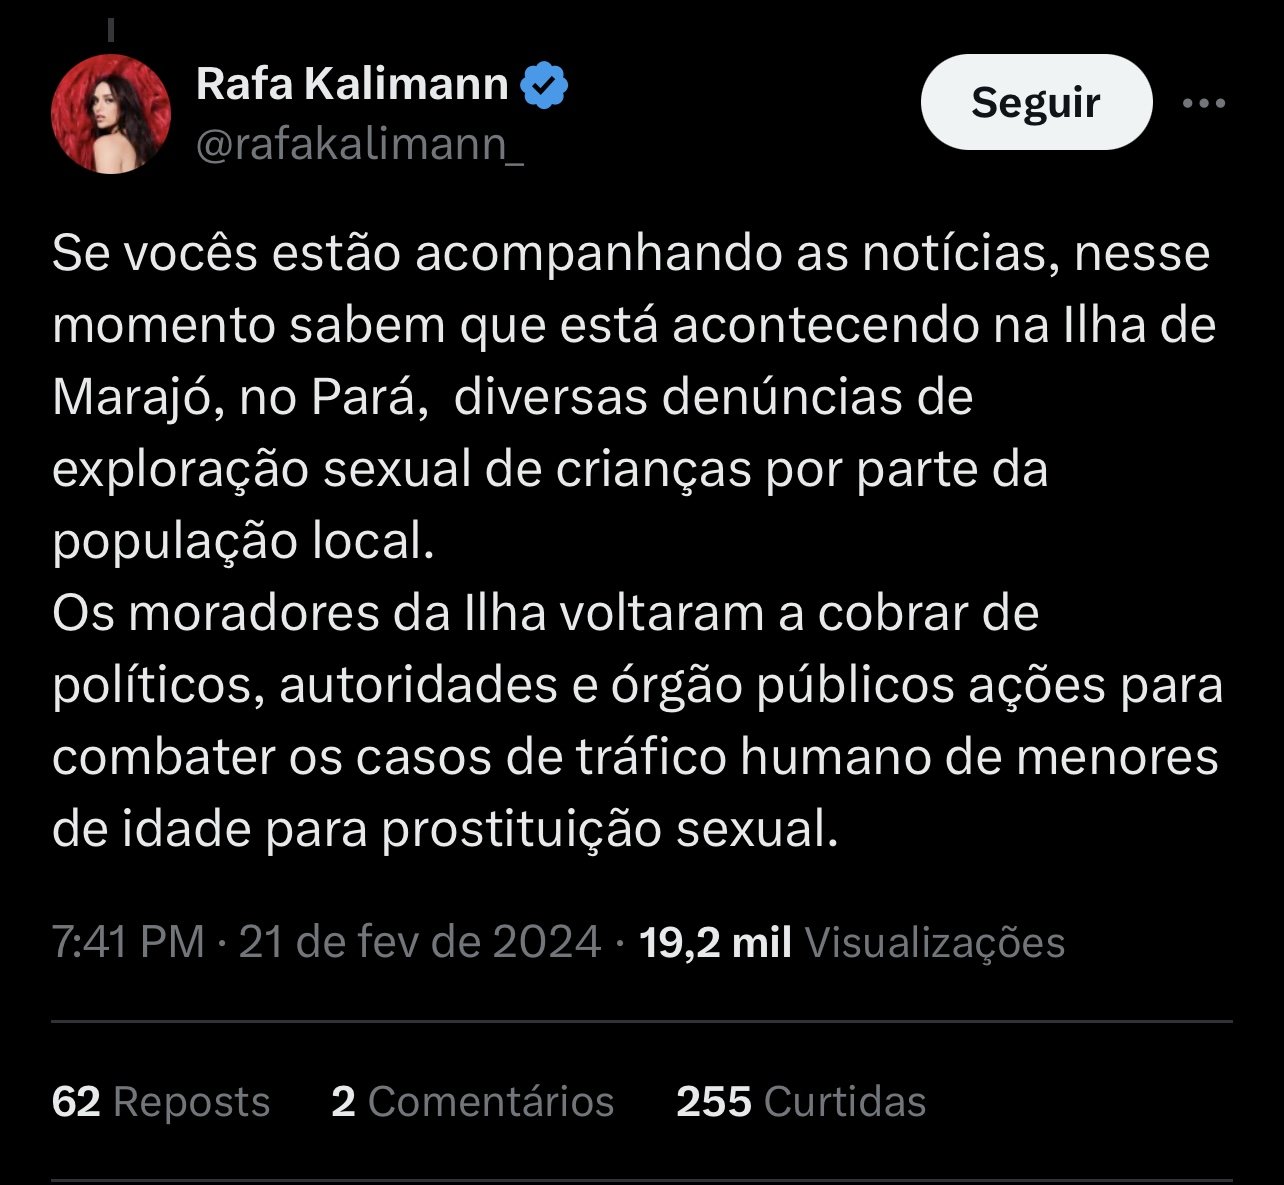 Rafa Kalimann
@rafakalimann_
Seguir
Se vocês estão acompanhando as notícias, nesse
momento sabem que está acontecendo na Ilha de
Marajó, no Pará,  diversas denúncias de
exploração sexual de crianças por parte da
população local.
Os moradores da Ilha voltaram a cobrar de
políticos, autoridades e órgão públicos ações para
combater os casos de tráfico humano de menores
de idade para prostituição sexual.
7:41 PM · 21 de fev de 2024 · 19,2 mil Visualizações
62 Reposts 2 Comentários 255 Curtidas